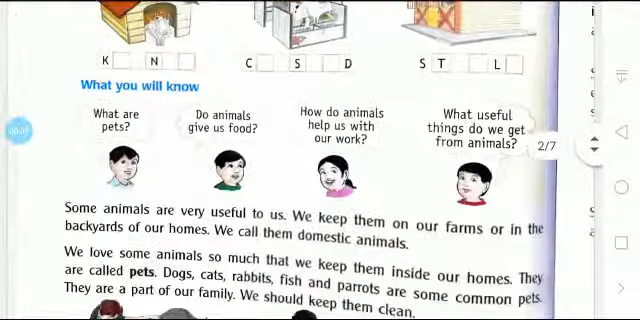 K N
C S D
S T L
What you will know
What are
pets?
Do animals
give us food?
How do animals
help us with
our work?
What useful
things do we get
from animals?
2/7
Some animals are very useful to us. We keep them on our farms or in the
backyards of our homes. We call them domestic animals.
We love some animals so much that we keep them inside our homes. They
are called pets. Dogs, cats, rabbits, fish and parrots are some common pets.
They are a part of our family. We should keep them clean.